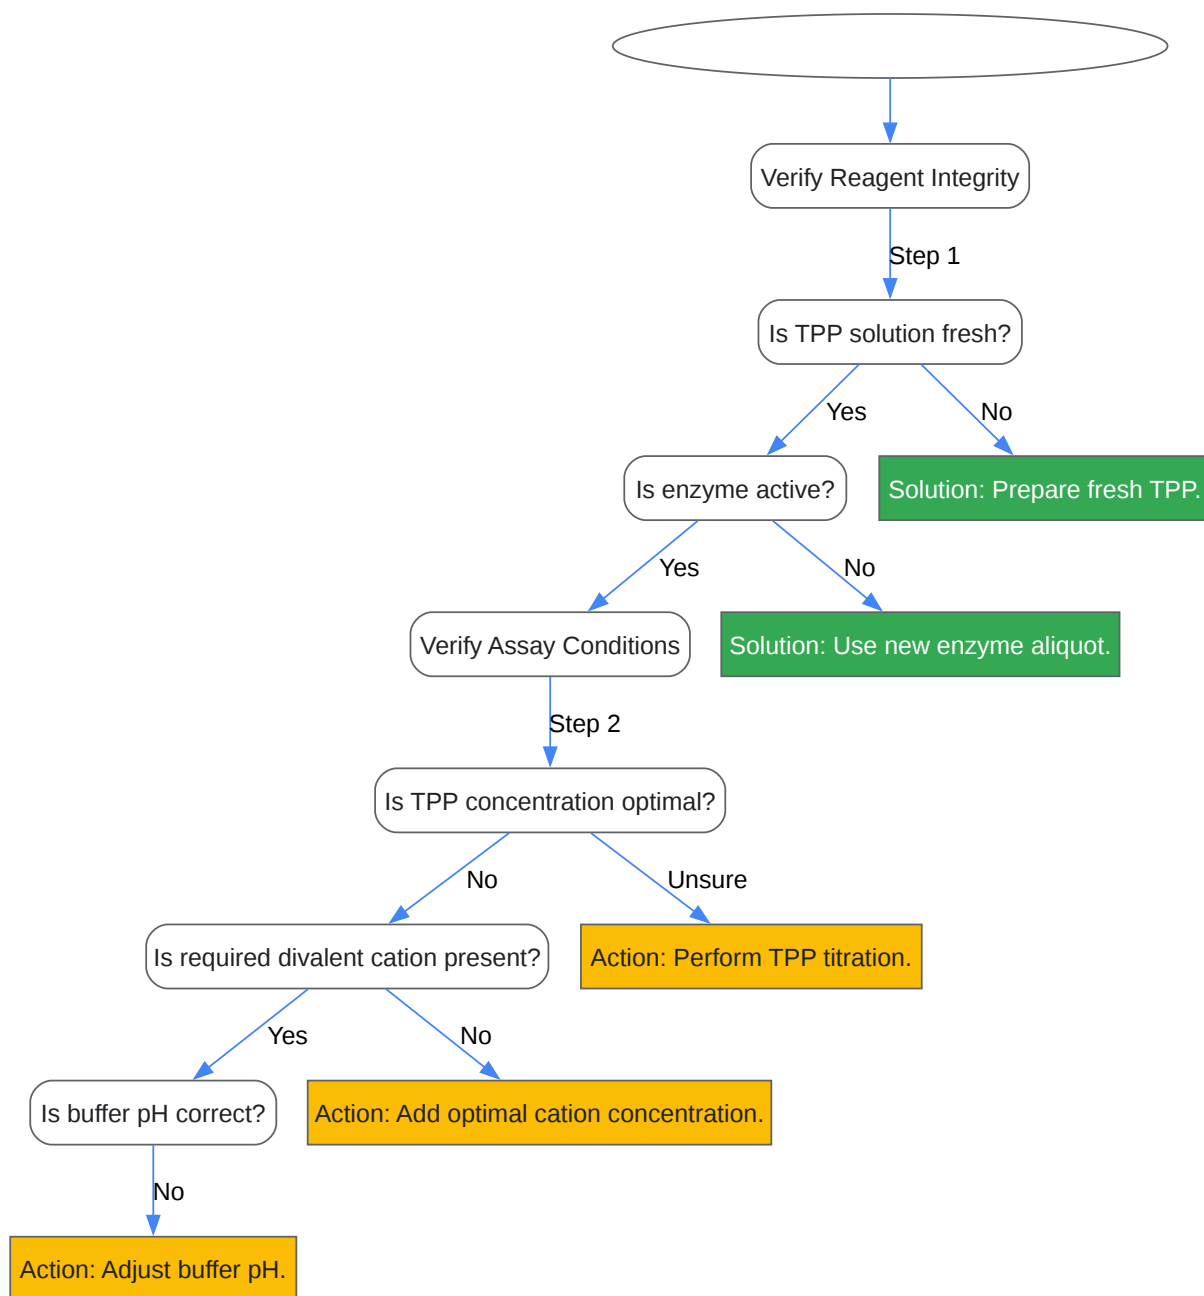 Verify Reagent Integrity
Step 1
Is TPP solution fresh?
Yes
No
Is enzyme active?
Solution: Prepare fresh TPP.
Yes
No
Verify Assay Conditions
Solution: Use new enzyme aliquot.
Step 2
Is TPP concentration optimal?
No
Unsure
Is required divalent cation present?
Action: Perform TPP titration.
Yes
No
Is buffer pH correct?
Action: Add optimal cation concentration.
No
Action: Adjust buffer pH.